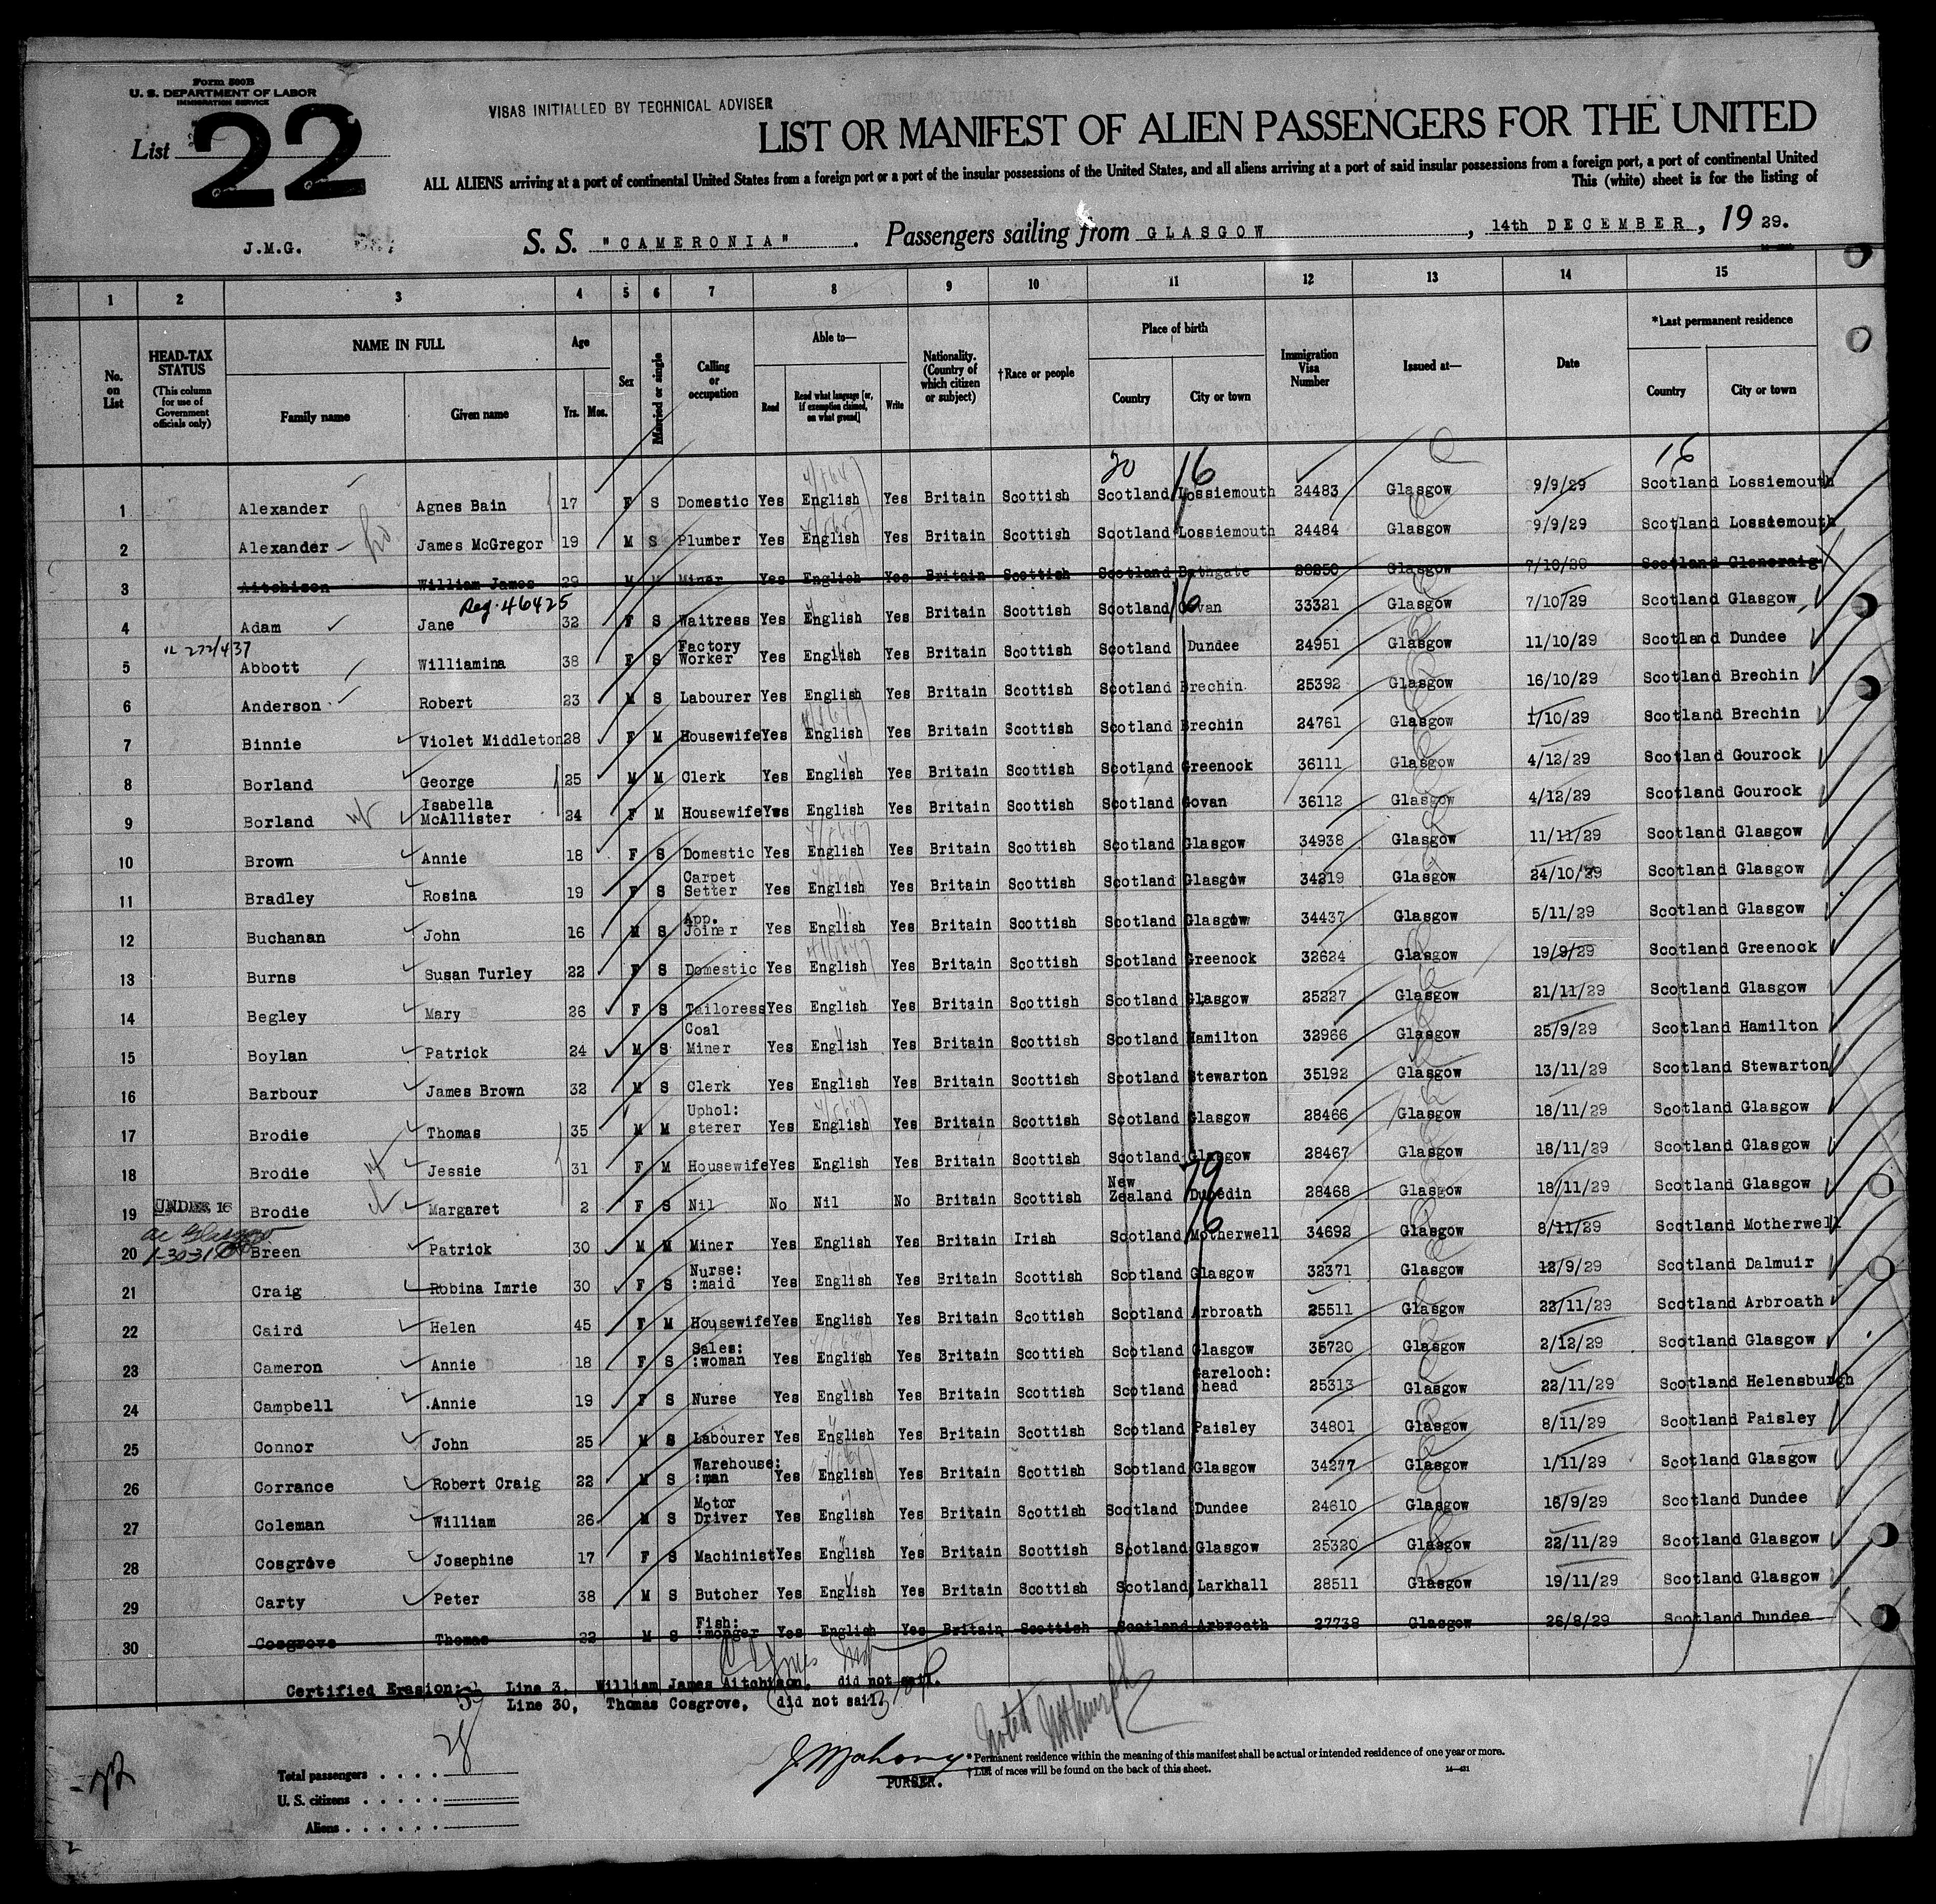 Form 500B
U. S. DEPARTMENT OF LABOR
IMMIGRATION SERVICE
VISAS INITIALLED BY TECHNICAL ADVISER
List 22
LIST OR MANIFEST OF ALIEN PASSENGERS FOR THE UNITED
ALL ALIENS arriving at a port of continental United States from a foreign port or a port of the insular possessions of the United States, and all aliens arriving at a port of said insular possessions from a foreign port, a port of continental United
This (white) sheet is for the listing of
J.M.G. S. S. "CAMERONIA" . Passengers sailing from GLASGOW , 14th DECEMBER , 19 29.
1 2 3 4 5 6 7 8 9 10 11 12 13 14 15
No. on List HEAD-TAX STATUS (This column for use of Government officials only) NAME IN FULL Family name Given name Age Yrs. Mos. Sex Married or single Calling or occupation Able to— Read Read what language [or, if exemption claimed, on what ground] Write Nationality. (Country of which citizen or subject) †Race or people Place of birth Country City or town Immigration Visa Number Issued at— Date *Last permanent residence Country City or town
20 16 16
1 Alexander Agnes Bain 17 F S Domestic Yes English Yes Britain Scottish Scotland Lossiemouth 24483 Glasgow 9/9/29 Scotland Lossiemouth
2 Alexander James McGregor 19 M S Plumber Yes English Yes Britain Scottish Scotland Lossiemouth 24484 Glasgow 9/9/29 Scotland Lossiemouth
3 Aitchison William James 29 M M Miner Yes English Yes Britain Scottish Scotland Bathgate Glasgow Scotland Glencraig
Reg. 46425 16
4 Adam Jane 32 F S Waitress Yes English Yes Britain Scottish Scotland Govan 33321 Glasgow 7/10/29 Scotland Glasgow
272/437
5 Abbott Williamina 38 F S Factory Worker Yes English Yes Britain Scottish Scotland Dundee 24951 Glasgow 11/10/29 Scotland Dundee
6 Anderson Robert 23 M S Labourer Yes English Yes Britain Scottish Scotland Brechin 25392 Glasgow 16/10/29 Scotland Brechin
7 Binnie Violet Middleton 28 F M Housewife Yes English Yes Britain Scottish Scotland Brechin 24761 Glasgow 1/10/29 Scotland Brechin
8 Borland George 25 M M Clerk Yes English Yes Britain Scottish Scotland Greenock 36111 Glasgow 4/12/29 Scotland Gourock
9 Borland Isabella McAllister 24 F M Housewife Yws English Yes Britain Scottish Scotland Govan 36112 Glasgow 4/12/29 Scotland Gourock
10 Brown Annie 18 F S Domestic Yes English Yes Britain Scottish Scotland Glasgow 34938 Glasgow 11/11/29 Scotland Glasgow
11 Bradley Rosina 19 F S Carpet Setter Yes English Yes Britain Scottish Scotland Glasgow 34219 Glasgow 24/10/29 Scotland Glasgow
12 Buchanan John 16 M S App. Joiner Yes English Yes Britain Scottish Scotland Glasgow 34437 Glasgow 5/11/29 Scotland Glasgow
13 Burns Susan Turley 22 F S Domestic Yes English Yes Britain Scottish Scotland Greenock 32624 Glasgow 19/9/29 Scotland Greenock
14 Begley Mary 26 F S Tailoress Yes English Yes Britain Scottish Scotland Glasgow 25227 Glasgow 21/11/29 Scotland Glasgow
15 Boylan Patrick 24 M S Coal Miner Yes English Yes Britain Scottish Scotland Hamilton 32966 Glasgow 25/9/29 Scotland Hamilton
16 Barbour James Brown 32 M S Clerk Yes English Yes Britain Scottish Scotland Stewarton 35192 Glasgow 13/11/29 Scotland Stewarton
17 Brodie Thomas 35 M M Uphol: sterer Yes English Yes Britain Scottish Scotland Glasgow 28466 Glasgow 18/11/29 Scotland Glasgow
18 Brodie Jessie 31 F M Housewife Yes English Yes Britain Scottish Scotland Glasgow 28467 Glasgow 18/11/29 Scotland Glasgow
19 UNDER 16 Brodie Margaret 2 F S Nil No Nil No Britain Scottish New Zealand Dunedin 28468 Glasgow 18/11/29 Scotland Glasgow
20 1-30-31 Breen Patrick 30 M M Miner Yes English Yes Britain Irish Scotland Motherwell 34692 Glasgow 8/11/29 Scotland Motherwell
21 Craig Robina Imrie 30 F S Nurse: :maid Yes English Yes Britain Scottish Scotland Glasgow 32371 Glasgow 12/9/29 Scotland Dalmuir
22 Caird Helen 45 F M Housewife Yes English Yes Britain Scottish Scotland Arbroath 25511 Glasgow 22/11/29 Scotland Arbroath
23 Cameron Annie 18 F S Sales: :woman Yes English Yes Britain Scottish Scotland Glasgow 35720 Glasgow 2/12/29 Scotland Glasgow
24 Campbell Annie 19 F S Nurse Yes English Yes Britain Scottish Scotland Gareloch: :head 25313 Glasgow 22/11/29 Scotland Helensburgh
25 Connor John 25 M S Labourer Yes English Yes Britain Scottish Scotland Paisley 34801 Glasgow 8/11/29 Scotland Paisley
26 Corrance Robert Craig 22 M S Warehouse: :man Yes English Yes Britain Scottish Scotland Glasgow 34277 Glasgow 1/11/29 Scotland Glasgow
27 Coleman William 26 M S Motor Driver Yes English Yes Britain Scottish Scotland Dundee 24610 Glasgow 16/9/29 Scotland Dundee
28 Cosgrove Josephine 17 F S Machinist Yes English Yes Britain Scottish Scotland Glasgow 25320 Glasgow 22/11/29 Scotland Glasgow
29 Carty Peter 38 M S Butcher Yes English Yes Britain Scottish Scotland Larkhall 28511 Glasgow 19/11/29 Scotland Glasgow
30 Cosgrove Thomas 22 M S Fish: :monger Yes English Yes Britain Scottish Scotland Arbroath 27738 Glasgow 26/8/29 Scotland Dundee
Certified Erasion: Line 3, William James Aitchison, did not sail.
Line 30, Thomas Cosgrove, did not sail
Total passengers . . . . 28
U. S. citizens . . . . .
Aliens . . . . . .
J Mahony
PURSER.
* Permanent residence within the meaning of this manifest shall be actual or intended residence of one year or more.
† List of races will be found on the back of this sheet.
14—431